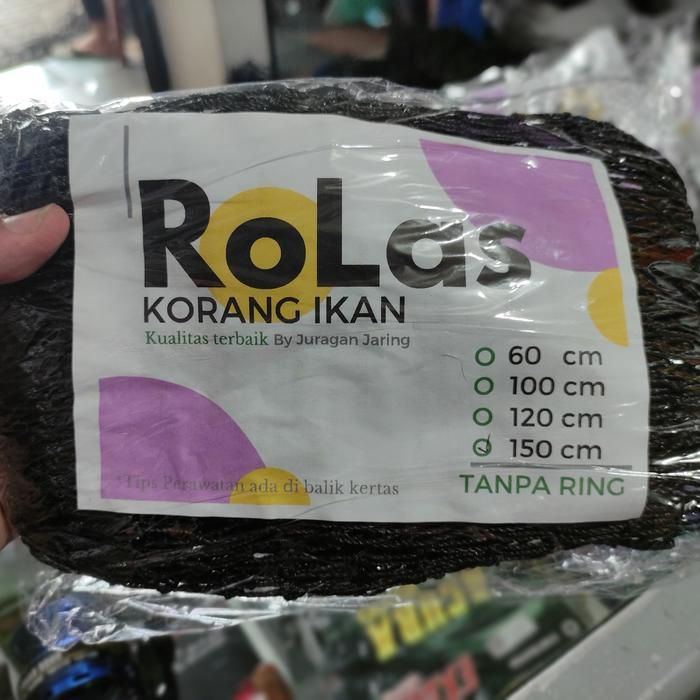 RoLas
KORANG IKAN
Kualitas terbaik By Juragan Jaring
60 cm
100 cm
120 cm
150 cm
TANPA RING
*Tips Perawatan ada di balik kertas